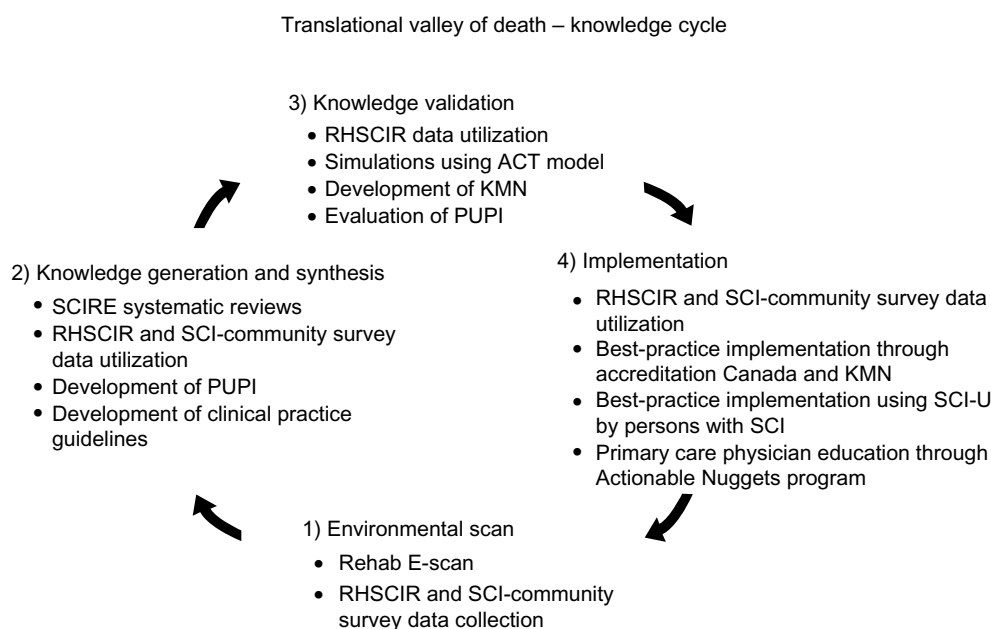 Translational valley of death – knowledge cycle
3) Knowledge validation
• RHSCIR data utilization
• Simulations using ACT model
• Development of KMN
• Evaluation of PUPI
2) Knowledge generation and synthesis
• SCIRE systematic reviews
• RHSCIR and SCI-community survey
data utilization
• Development of PUPI
• Development of clinical practice
guidelines
4) Implementation
• RHSCIR and SCI-community survey data
utilization
• Best-practice implementation through
accreditation Canada and KMN
• Best-practice implementation using SCI-U
by persons with SCI
• Primary care physician education through
Actionable Nuggets program
1) Environmental scan
• Rehab E-scan
• RHSCIR and SCI-community
survey data collection